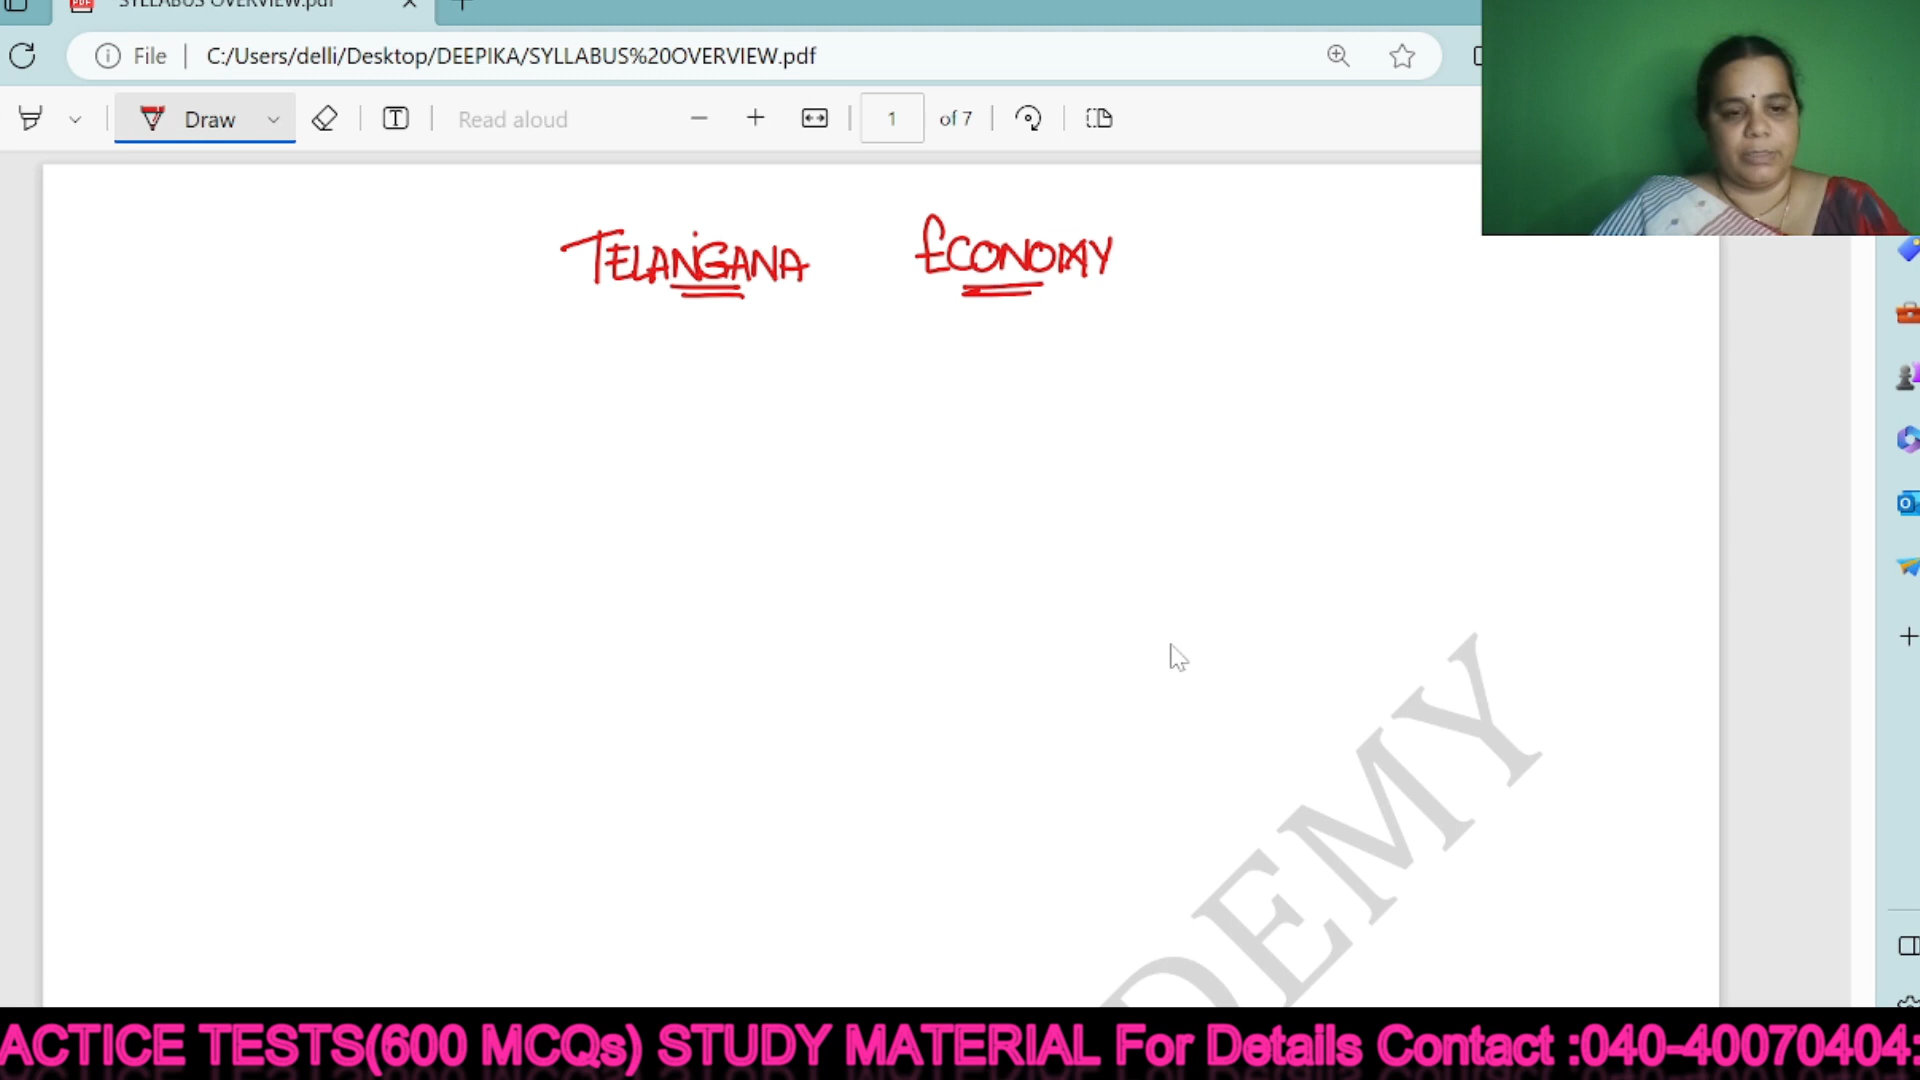 SYLLABUS OVERVIEW.pdf
File C:/Users/delli/Desktop/DEEPIKA/SYLLABUS%20OVERVIEW.pdf
Draw Read aloud 1 of 7
TELANGANA ECONOMY
DEMY
ACTICE TESTS(600 MCQs) STUDY MATERIAL For Details Contact :040-40070404: